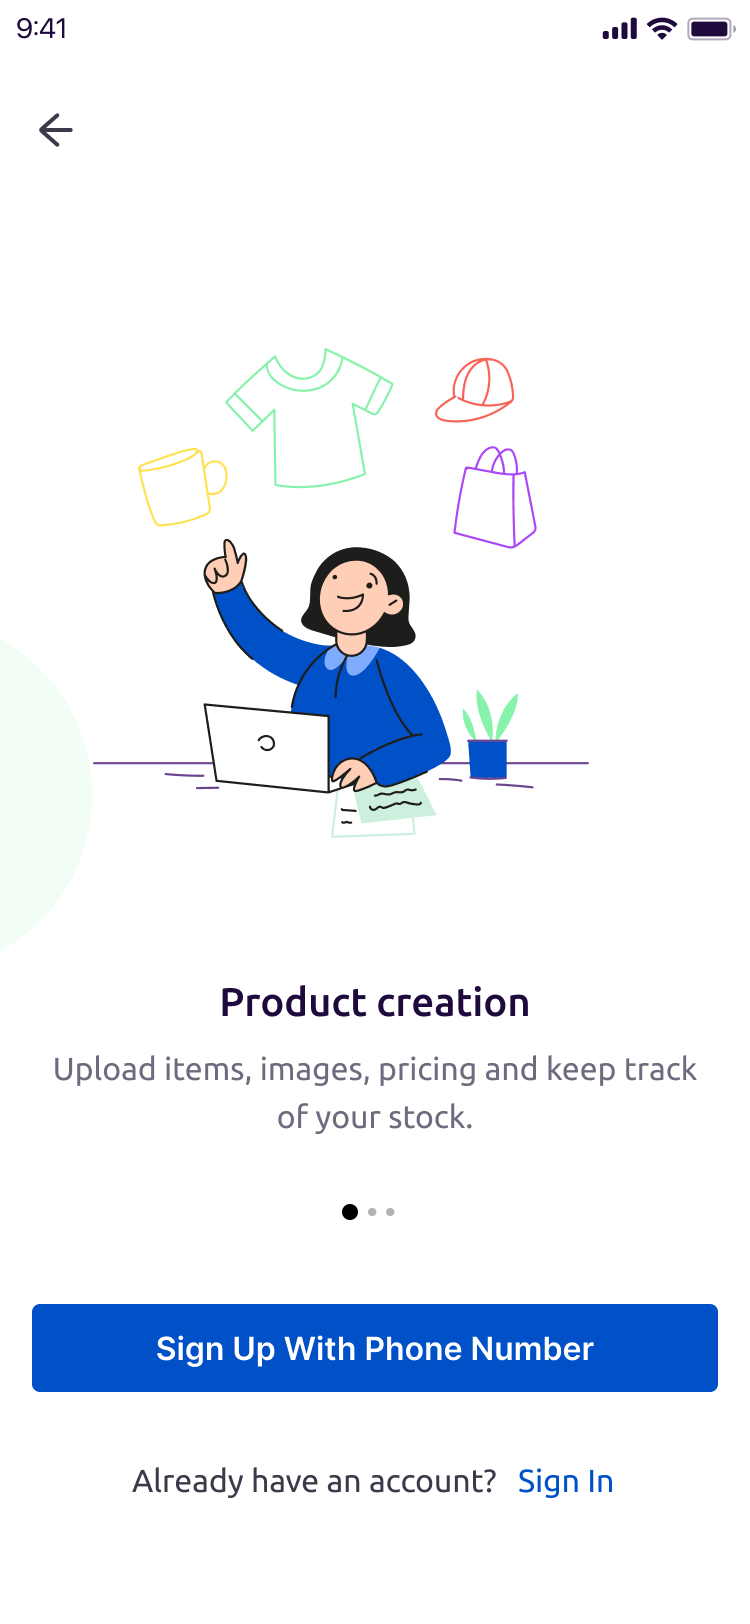 9:41
Product creation
Upload items, images, pricing and keep track
of your stock.
Sign Up With Phone Number
Already have an account? Sign In